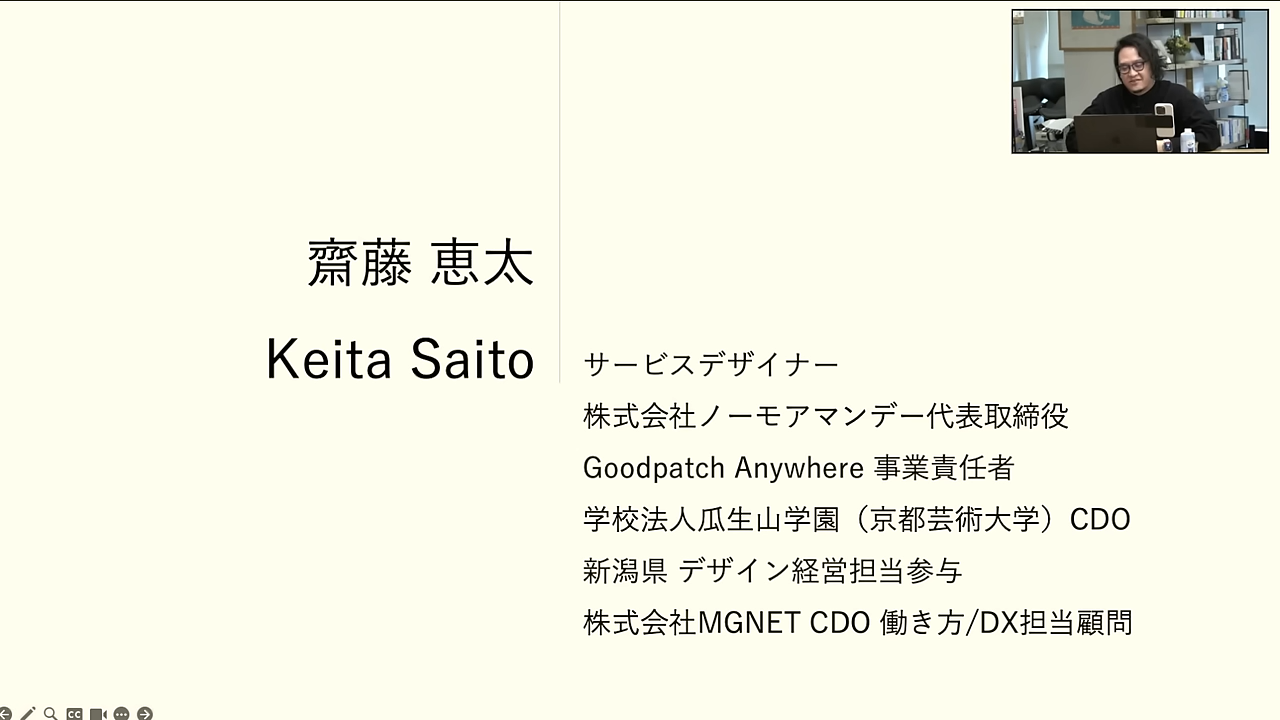 齋藤 恵太
Keita Saito
サービスデザイナー
株式会社ノーモアマンデー代表取締役
Goodpatch Anywhere 事業責任者
学校法人瓜生山学園（京都芸術大学）CDO
新潟県 デザイン経営担当参与
株式会社MGNET CDO 働き方/DX担当顧問
CC